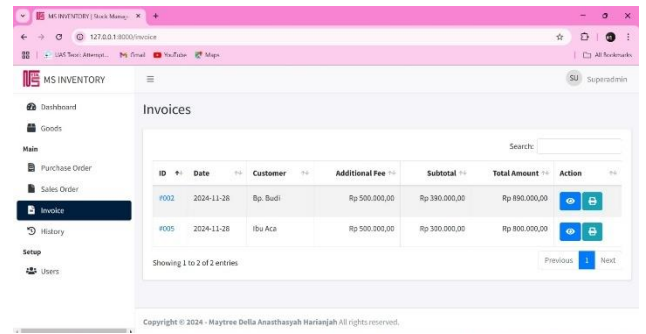 MS INVENTORY | Stock Manage
127.0.0.1:8000/invoice
UAS Teori: Attempt... Gmail YouTube Maps All Bookmarks
MS INVENTORY
SU Superadmin
Dashboard
Goods
Main
Purchase Order
Sales Order
Invoice
History
Setup
Users
Invoices
Search:
ID Date Customer Additional Fee Subtotal Total Amount Action
#002 2024-11-28 Bp. Budi Rp 500.000,00 Rp 390.000,00 Rp 890.000,00
#005 2024-11-28 Ibu Aca Rp 500.000,00 Rp 300.000,00 Rp 800.000,00
Showing 1 to 2 of 2 entries
Previous 1 Next
Copyright © 2024 - Maytree Della Anasthasyah Harianjah All rights reserved.